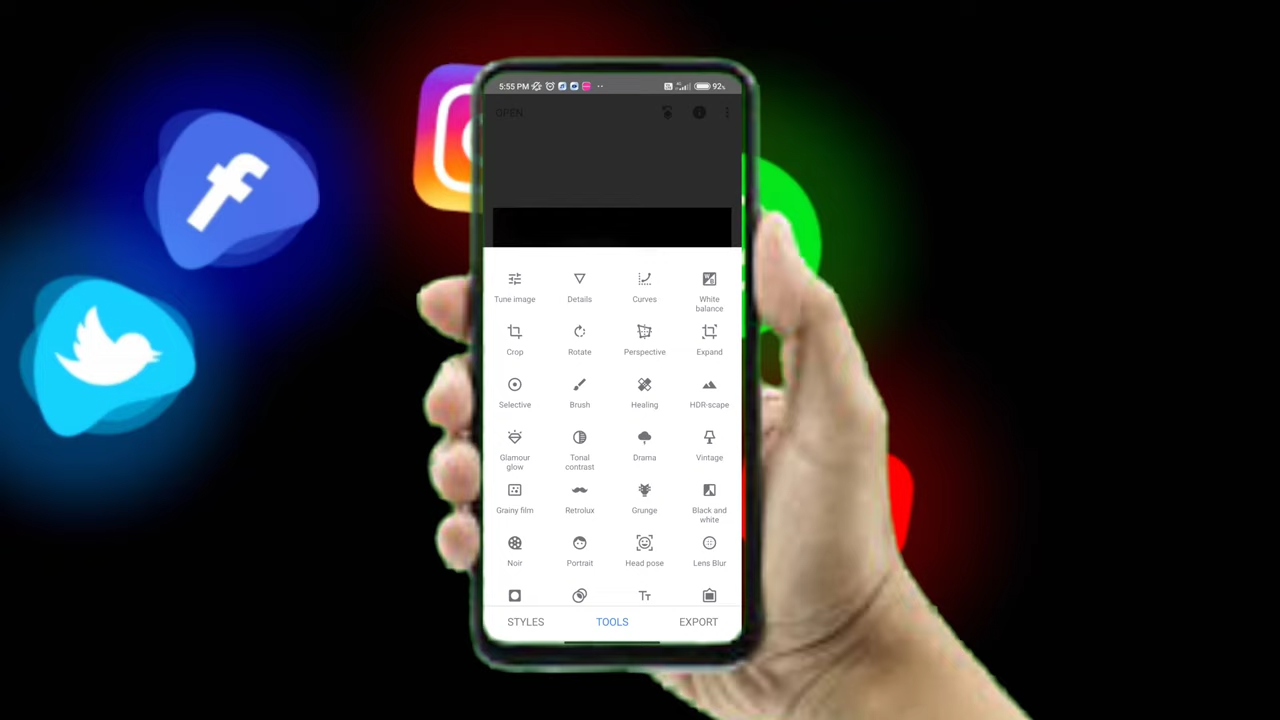 5:55 PM
92%
OPEN
Tune image
Details
Curves
White
balance
Crop
Rotate
Perspective
Expand
Selective
Brush
Healing
HDR-scape
Glamour
glow
Tonal
contrast
Drama
Vintage
Grainy film
Retrolux
Grunge
Black and
white
Noir
Portrait
Head pose
Lens Blur
STYLES
TOOLS
EXPORT